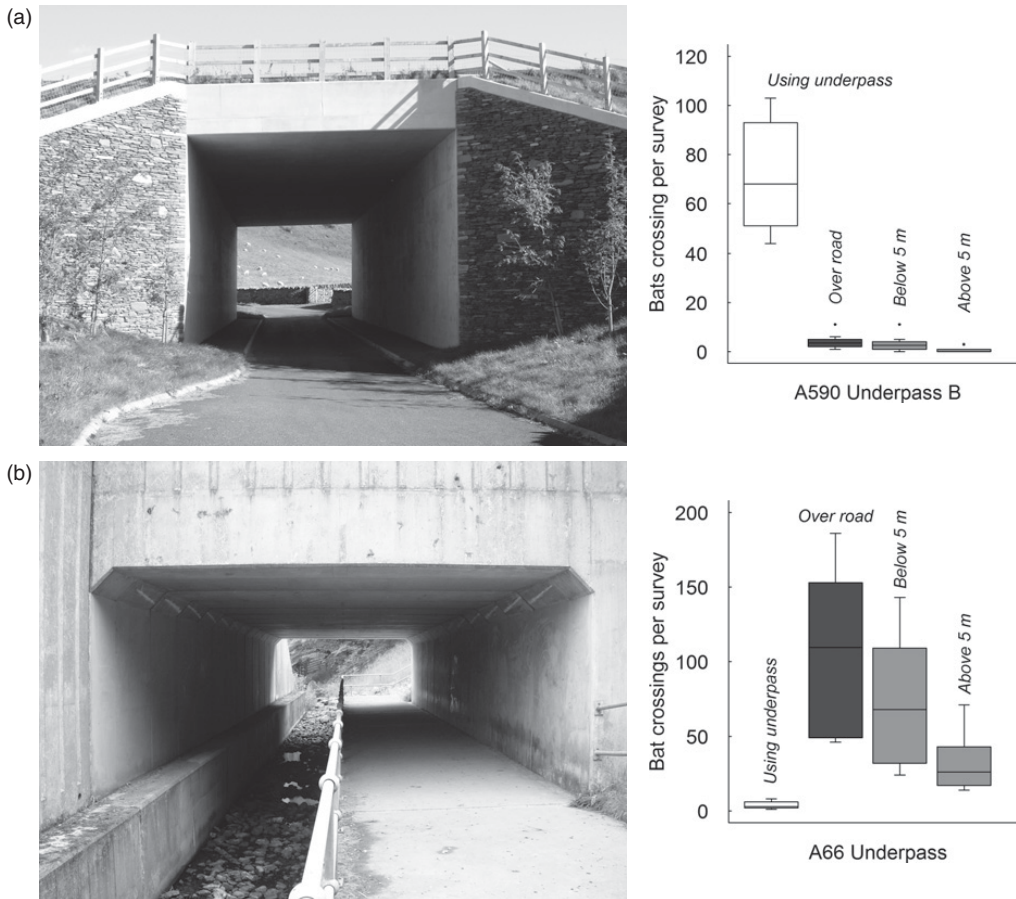 (a)
Bats crossing per survey
120
100
80
60
40
20
0
Using underpass
Over road
Below 5 m
Above 5 m
A590 Underpass B
(b)
Bat crossings per survey
200
150
100
50
0
Using underpass
Over road
Below 5 m
Above 5 m
A66 Underpass